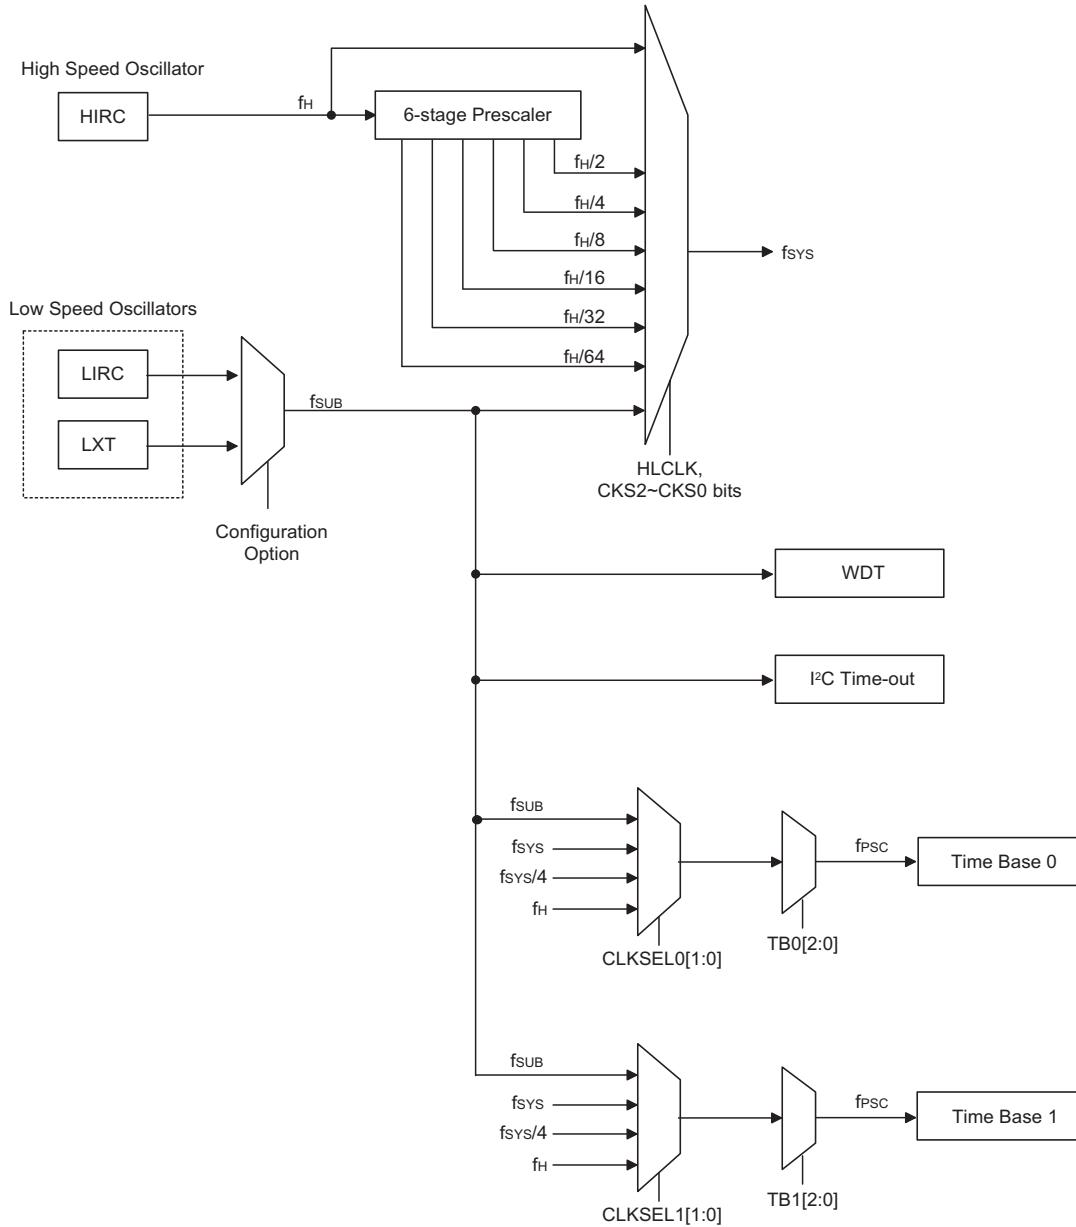 High Speed Oscillator
HIRC
fH
6-stage Prescaler
fH/2
fH/4
fH/8
fH/16
fH/32
fH/64
fSYS
Low Speed Oscillators
LIRC
LXT
fSUB
HLCLK,
CKS2~CKS0 bits
Configuration
Option
WDT
I²C Time-out
fSUB
fSYS
fSYS/4
fH
CLKSEL0[1:0]
TB0[2:0]
fPSC
Time Base 0
fSUB
fSYS
fSYS/4
fH
CLKSEL1[1:0]
TB1[2:0]
fPSC
Time Base 1